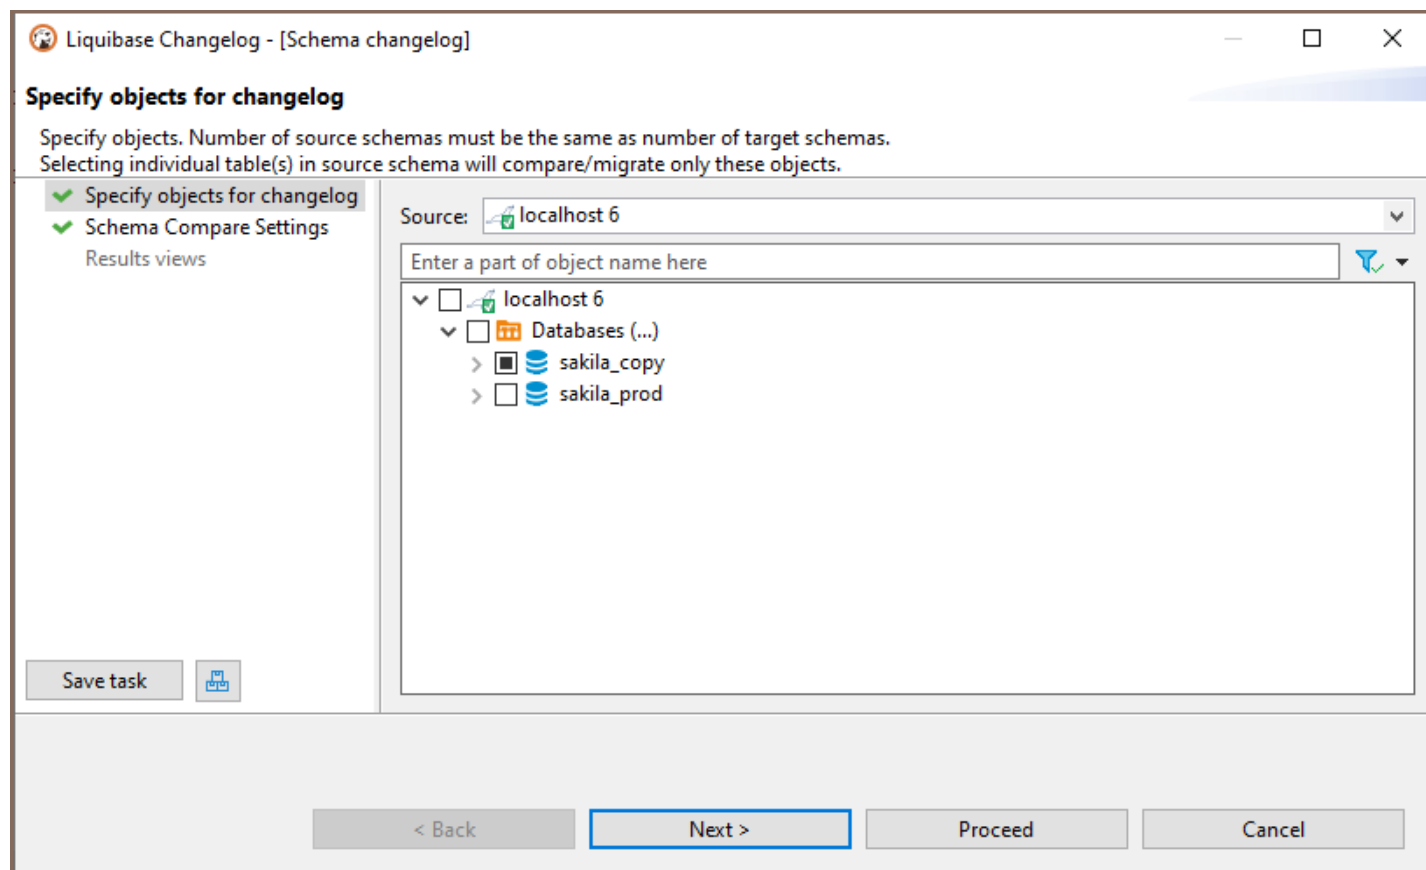 Liquibase Changelog - [Schema changelog]
Specify objects for changelog
Specify objects. Number of source schemas must be the same as number of target schemas.
Selecting individual table(s) in source schema will compare/migrate only these objects.
Specify objects for changelog
Schema Compare Settings
Results views
Source: localhost 6
Enter a part of object name here
localhost 6
Databases (...)
sakila_copy
sakila_prod
Save task
< Back
Next >
Proceed
Cancel